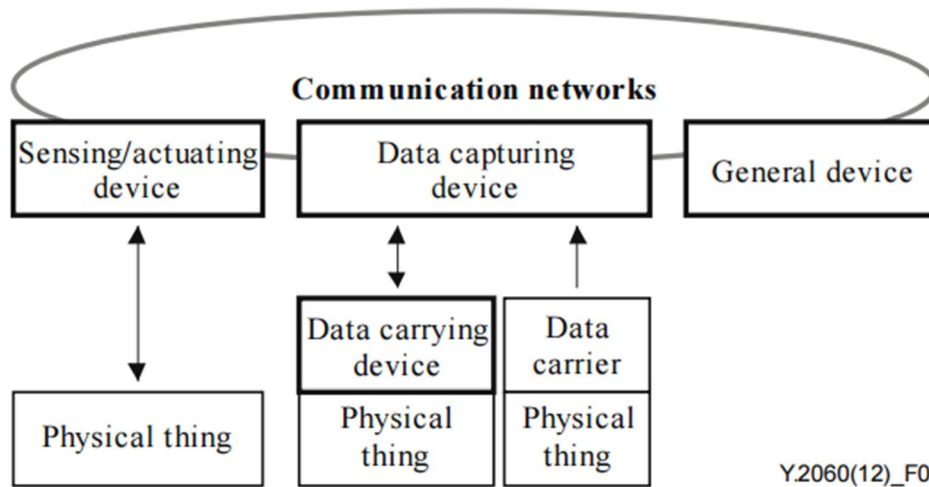 Communication networks
Sensing/actuating
device
Data capturing
device
General device
Data carrying
device
Data
carrier
Physical thing
Physical
thing
Physical
thing
Y.2060(12)_F0